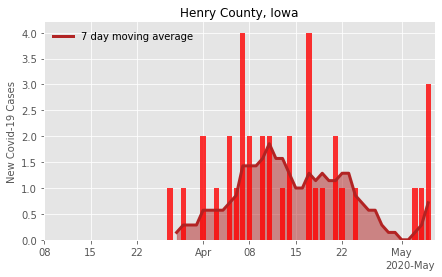 Henry County, Iowa
7 day moving average
New Covid-19 Cases
4.0
3.5
3.0
2.5
2.0
1.5
1.0
0.5
0.0
08 15 22 Apr 08 15 22 May
2020-May